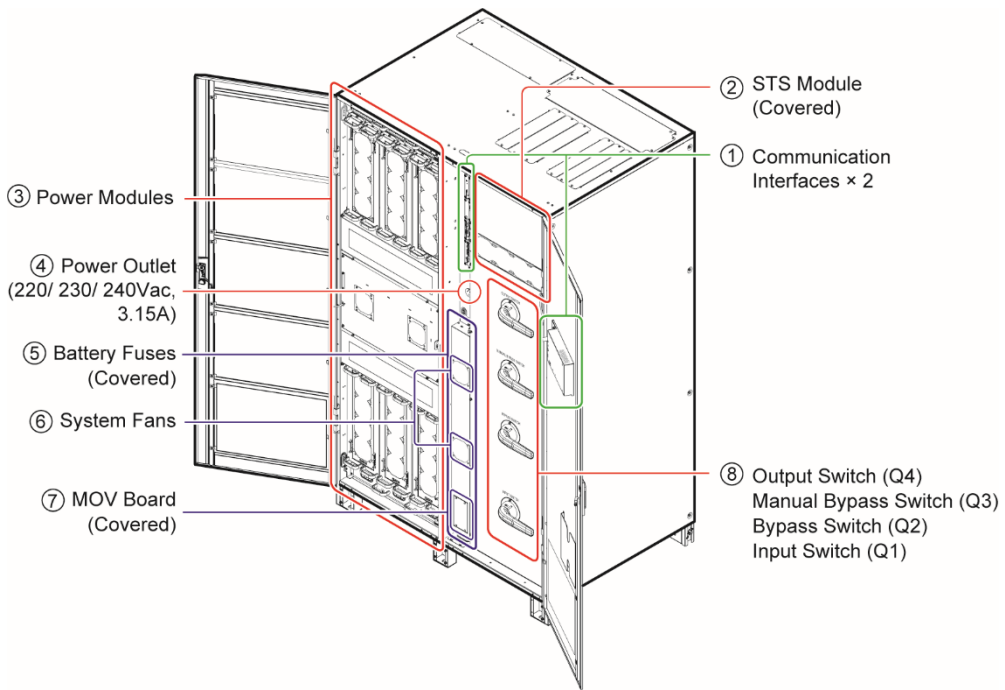 ② STS Module
(Covered)
① Communication
Interfaces × 2
③ Power Modules
④ Power Outlet
(220/ 230/ 240Vac,
3.15A)
⑤ Battery Fuses
(Covered)
⑥ System Fans
⑦ MOV Board
(Covered)
⑧ Output Switch (Q4)
Manual Bypass Switch (Q3)
Bypass Switch (Q2)
Input Switch (Q1)